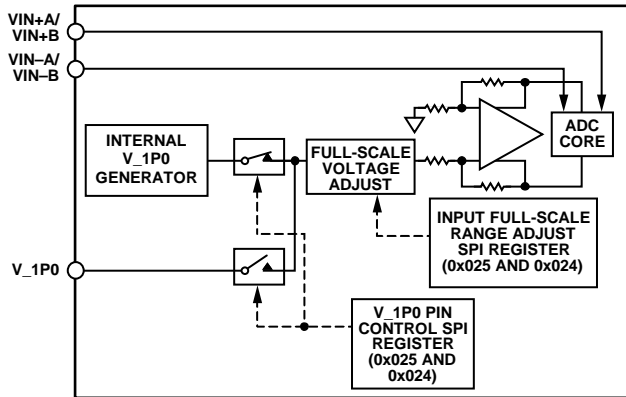 VIN+A/
VIN+B
VIN–A/
VIN–B
INTERNAL
V_1P0
GENERATOR
FULL-SCALE
VOLTAGE
ADJUST
ADC
CORE
INPUT FULL-SCALE
RANGE ADJUST
SPI REGISTER
(0x025 AND 0x024)
V_1P0
V_1P0 PIN
CONTROL SPI
REGISTER
(0x025 AND
0x024)